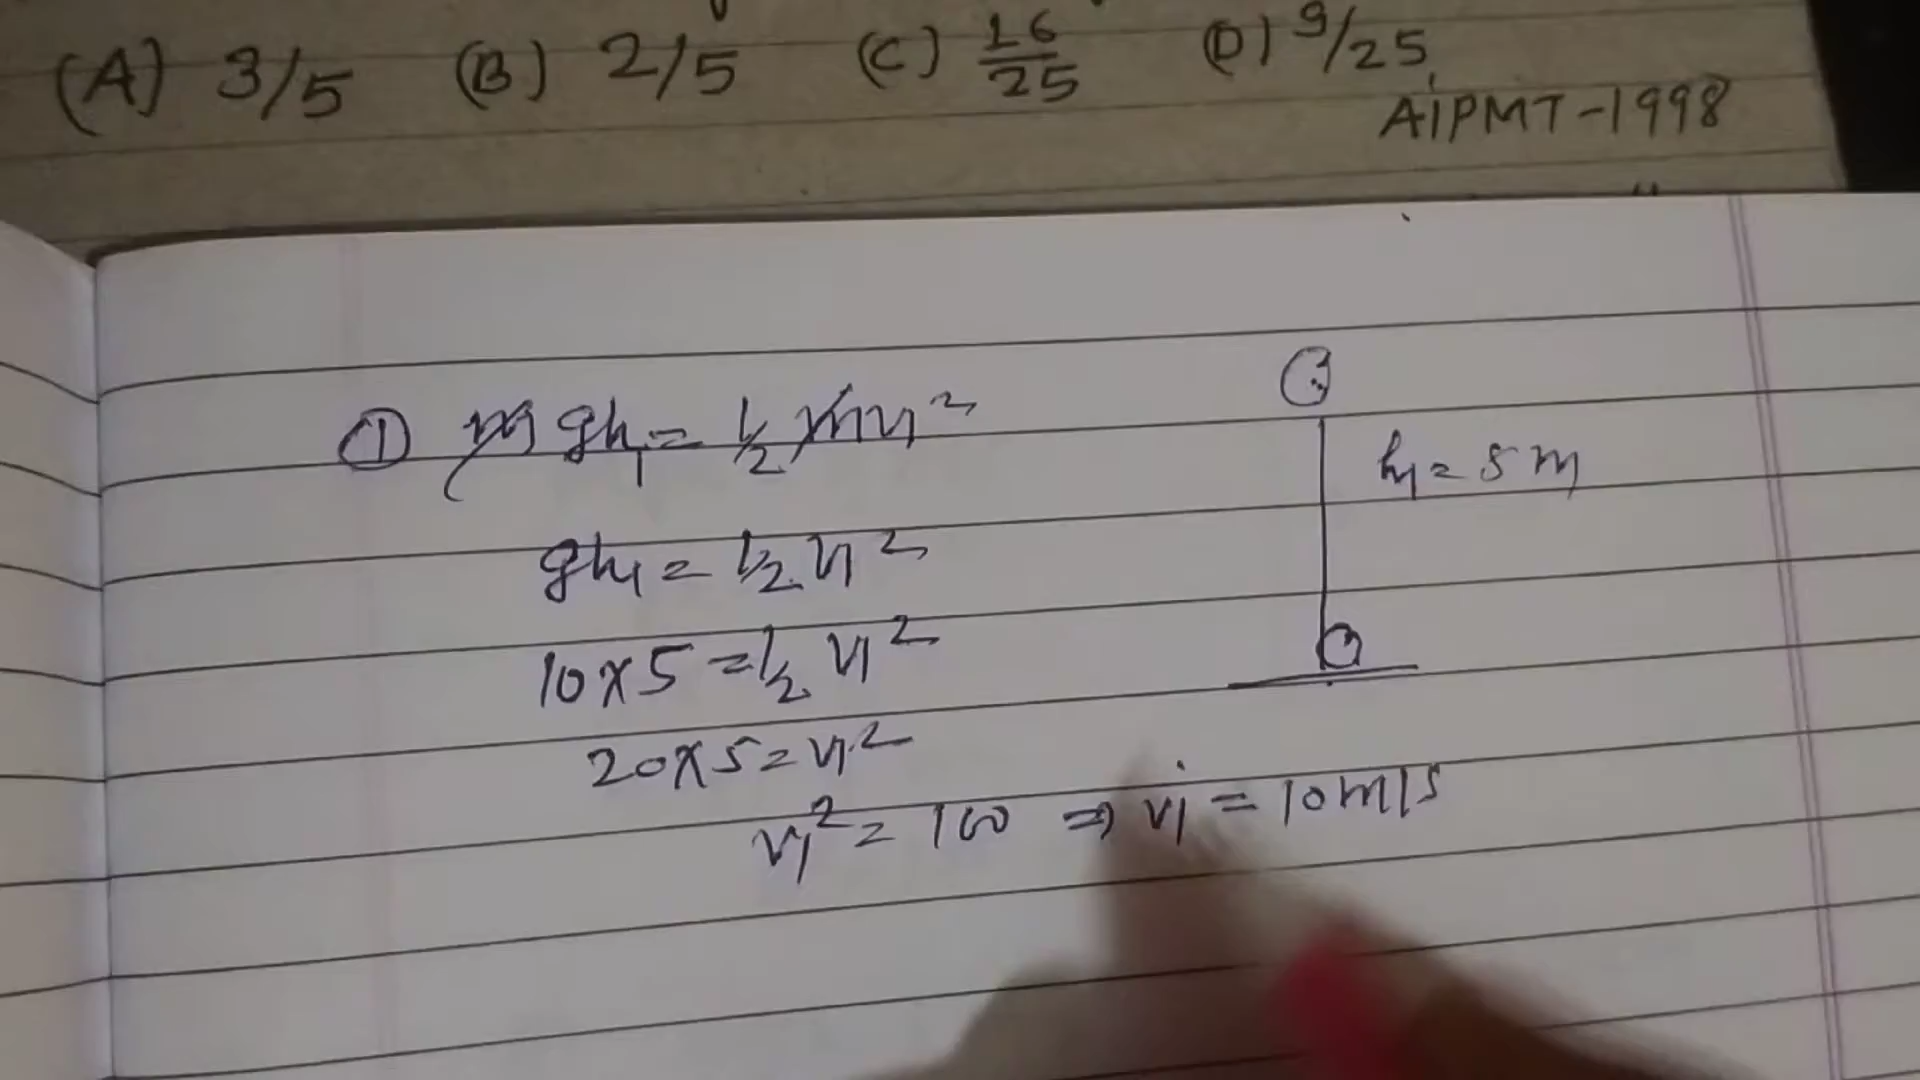 (A) 3/5 (B) 2/5 (C) 16/25 (D) 9/25
AIPMT-1998
① mgh₁ = 1/2 mv₁²
h₁ = 5 m
gh₁ = 1/2 v₁²
10×5 = 1/2 v₁²
20×5 = v₁²
v₁² = 100 ⇒ v₁ = 10 m/s